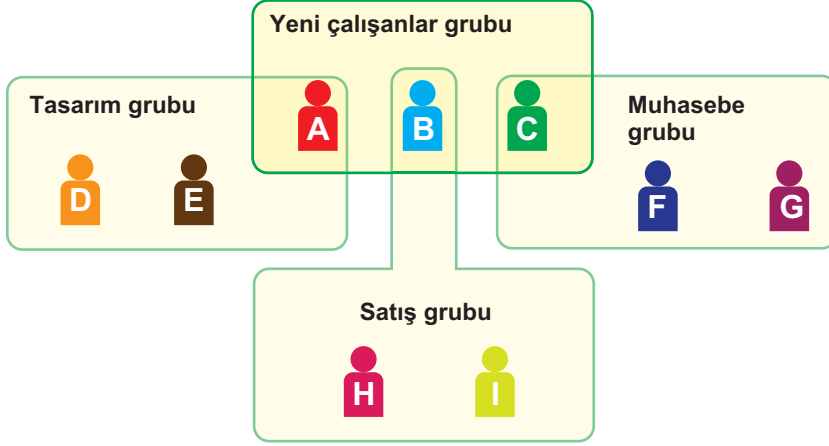 Yeni çalışanlar grubu
Tasarım grubu
A
B
C
Muhasebe
grubu
D
E
F
G
Satış grubu
H
I